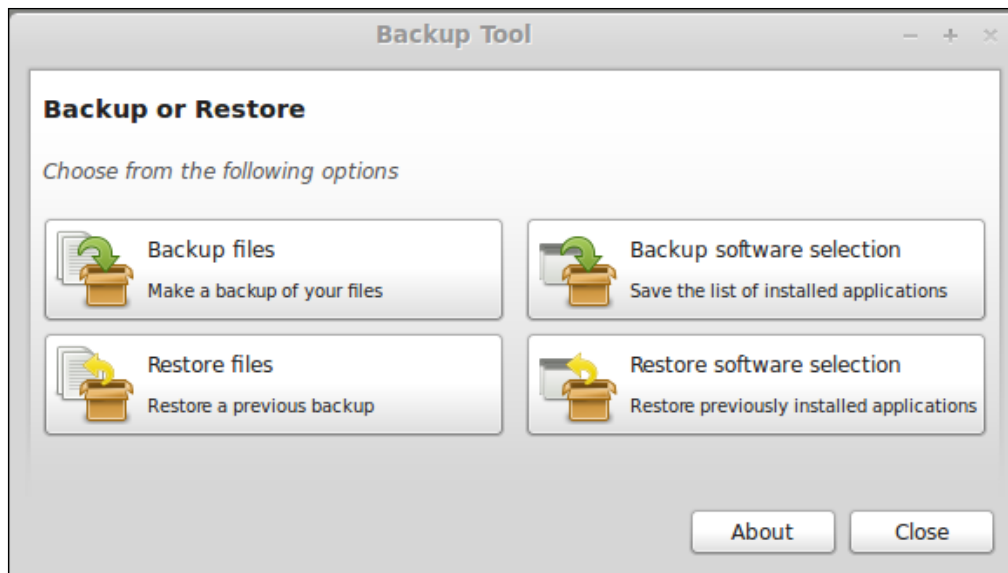 Backup Tool
Backup or Restore
Choose from the following options
Backup files
Make a backup of your files
Backup software selection
Save the list of installed applications
Restore files
Restore a previous backup
Restore software selection
Restore previously installed applications
About
Close